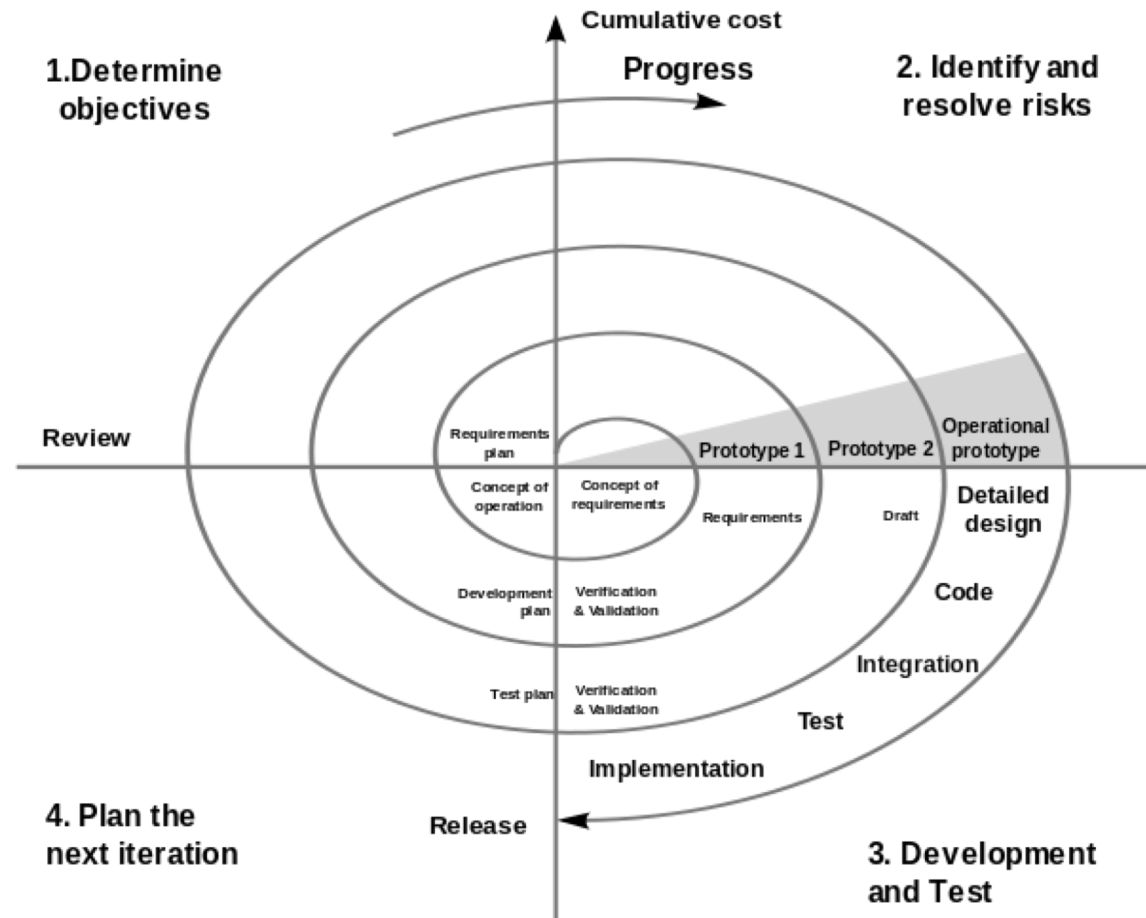 Cumulative cost
Progress
1.Determine
objectives
2. Identify and
resolve risks
Review
Requirements
plan
Prototype 1
Prototype 2
Operational
prototype
Concept of
operation
Concept of
requirements
Requirements
Draft
Detailed
design
Development
plan
Verification
& Validation
Code
Integration
Test plan
Verification
& Validation
Test
Implementation
Release
4. Plan the
next iteration
3. Development
and Test